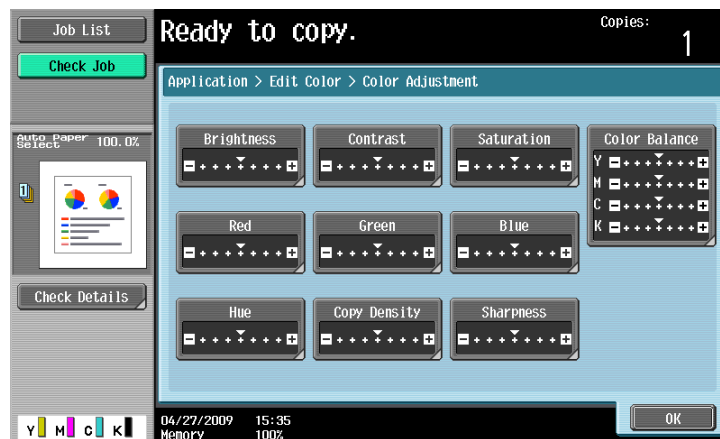 Job List
Ready to copy.
Copies:
1
Check Job
Application > Edit Color > Color Adjustment
Auto Paper
Select
100.0%
Brightness
Contrast
Saturation
Color Balance
Y
M
C
K
Red
Green
Blue
Check Details
Hue
Copy Density
Sharpness
04/27/2009 15:35
Memory 100%
OK
Y M C K